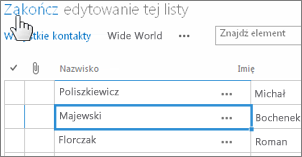 Zakończ edytowanie tej listy
Wszystkie kontakty Wide World ••• Znajdź element
Nazwisko Imię
Poliszkiewicz ••• Michał
Majewski ••• Bochenek
Florczak ••• Roman